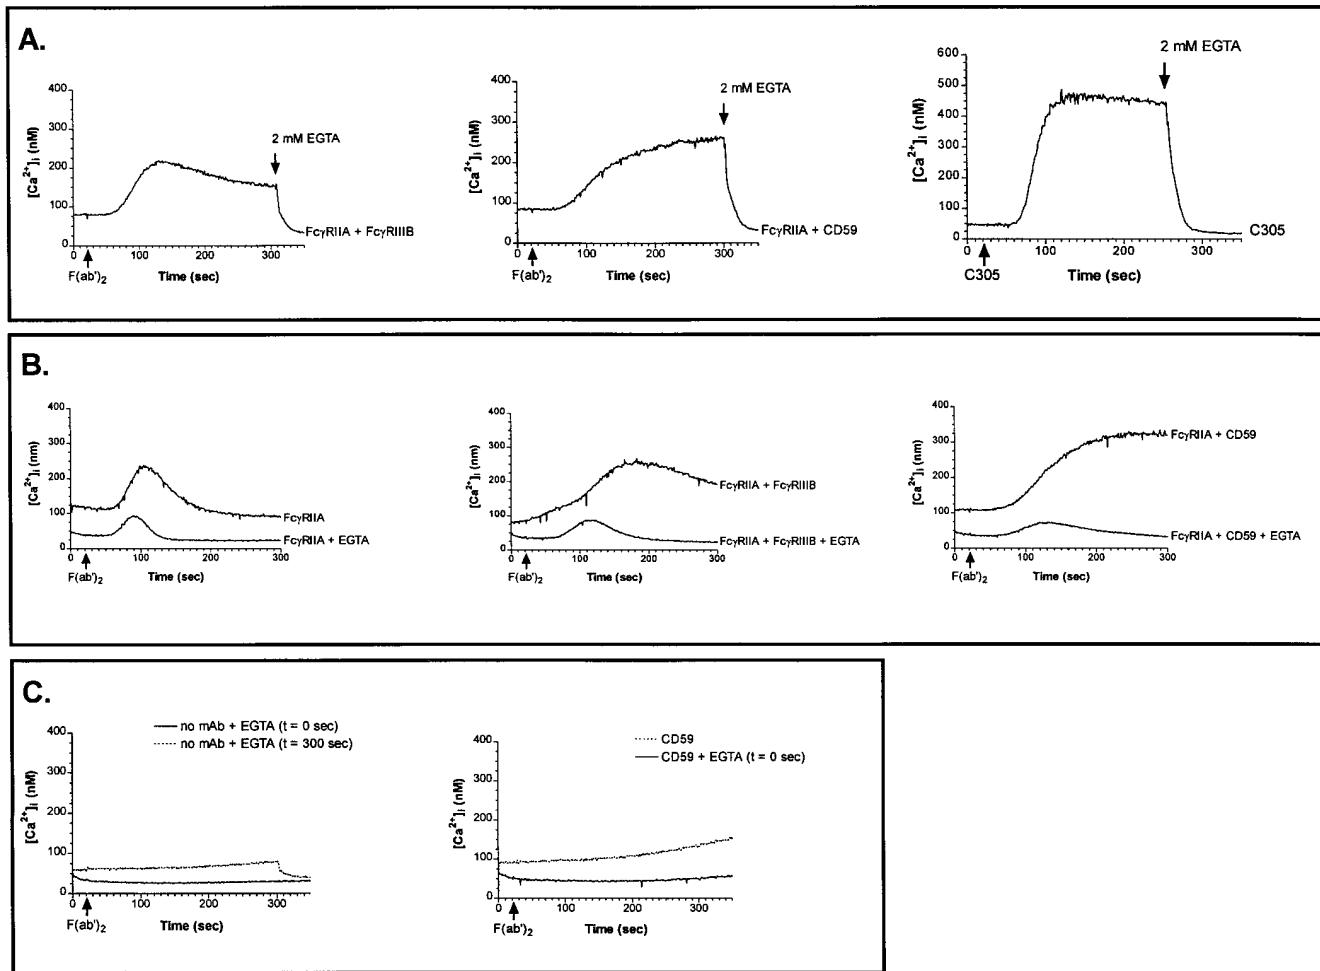 A.
400
300
200
100
0
[Ca2+]i (nM)
2 mM EGTA
FcγRIIA + FcγRIIIB
0 100 200 300
F(ab')2
Time (sec)
400
300
200
100
0
[Ca2+]i (nM)
2 mM EGTA
FcγRIIA + CD59
0 100 200 300
F(ab')2
Time (sec)
600
500
400
300
200
100
0
[Ca2+]i (nM)
2 mM EGTA
C305
0 100 200 300
C305
Time (sec)
B.
400
300
200
100
0
[Ca2+]i (nm)
FcγRIIA
FcγRIIA + EGTA
0 100 200 300
F(ab')2
Time (sec)
400
300
200
100
0
[Ca2+]i (nm)
FcγRIIA + FcγRIIIB
FcγRIIA + FcγRIIIB + EGTA
0 100 200 300
F(ab')2
Time (sec)
400
300
200
100
0
[Ca2+]i (nm)
FcγRIIA + CD59
FcγRIIA + CD59 + EGTA
0 100 200 300
F(ab')2
Time (sec)
C.
no mAb + EGTA (t = 0 sec)
no mAb + EGTA (t = 300 sec)
400
300
200
100
0
[Ca2+]i (nM)
0 100 200 300
F(ab')2
Time (sec)
CD59
CD59 + EGTA (t = 0 sec)
400
300
200
100
0
[Ca2+]i (nM)
0 100 200 300
F(ab')2
Time (sec)